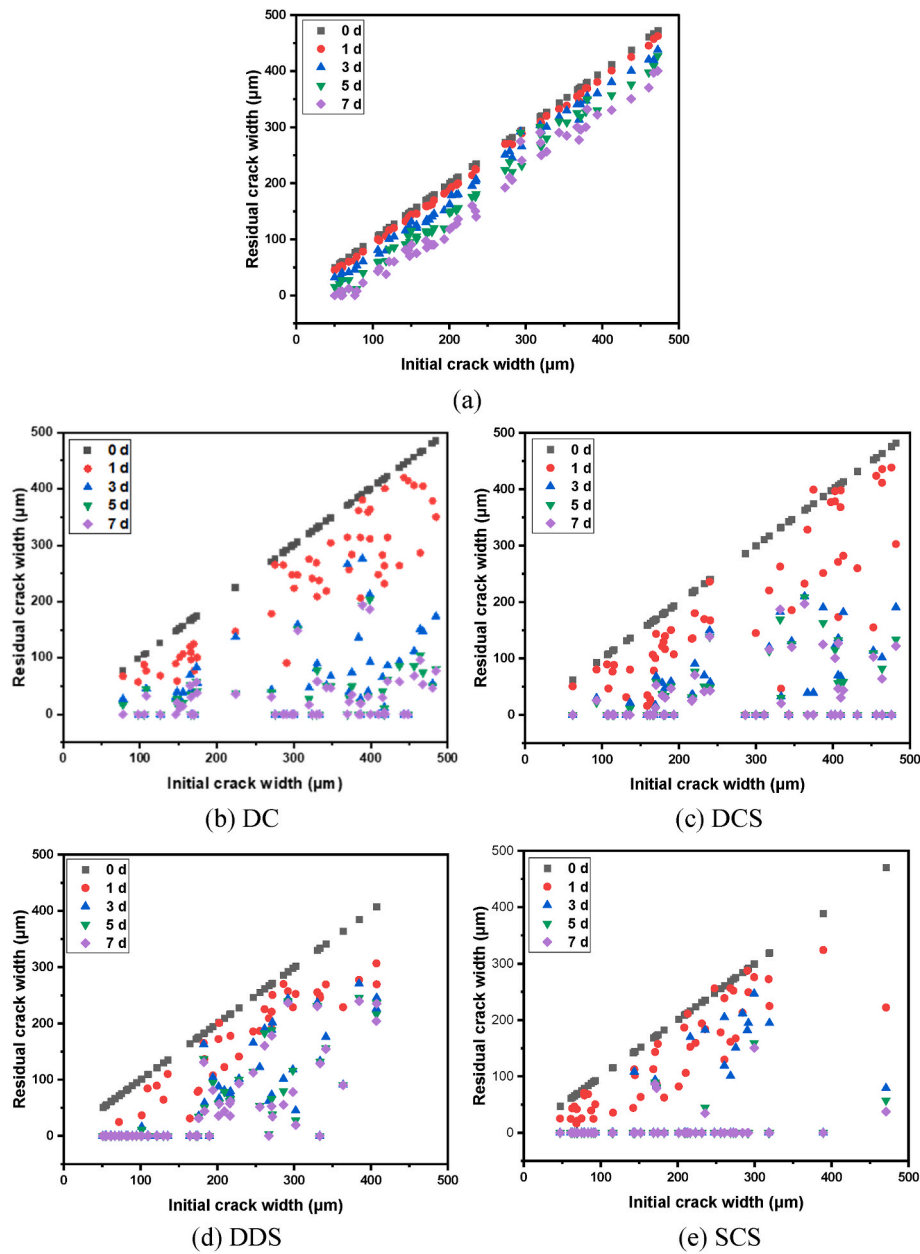 500
400
300
200
100
0
Residual crack width (µm)
0 d
1 d
3 d
5 d
7 d
100
200
300
400
500
Initial crack width (µm)
(a)
500
400
300
200
100
0
Residual crack width (µm)
0 d
1 d
3 d
5 d
7 d
0
100
200
300
400
500
Initial crack width (µm)
(b) DC
500
400
300
200
100
0
Residual crack width (µm)
0 d
1 d
3 d
5 d
7 d
0
100
200
300
400
500
Initial crack width (µm)
(c) DCS
500
400
300
200
100
0
Residual crack width (µm)
0 d
1 d
3 d
5 d
7 d
0
100
200
300
400
500
Initial crack width (µm)
(d) DDS
500
400
300
200
100
0
Residual crack width (µm)
0 d
1 d
3 d
5 d
7 d
0
100
200
300
400
500
Initial crack width (µm)
(e) SCS